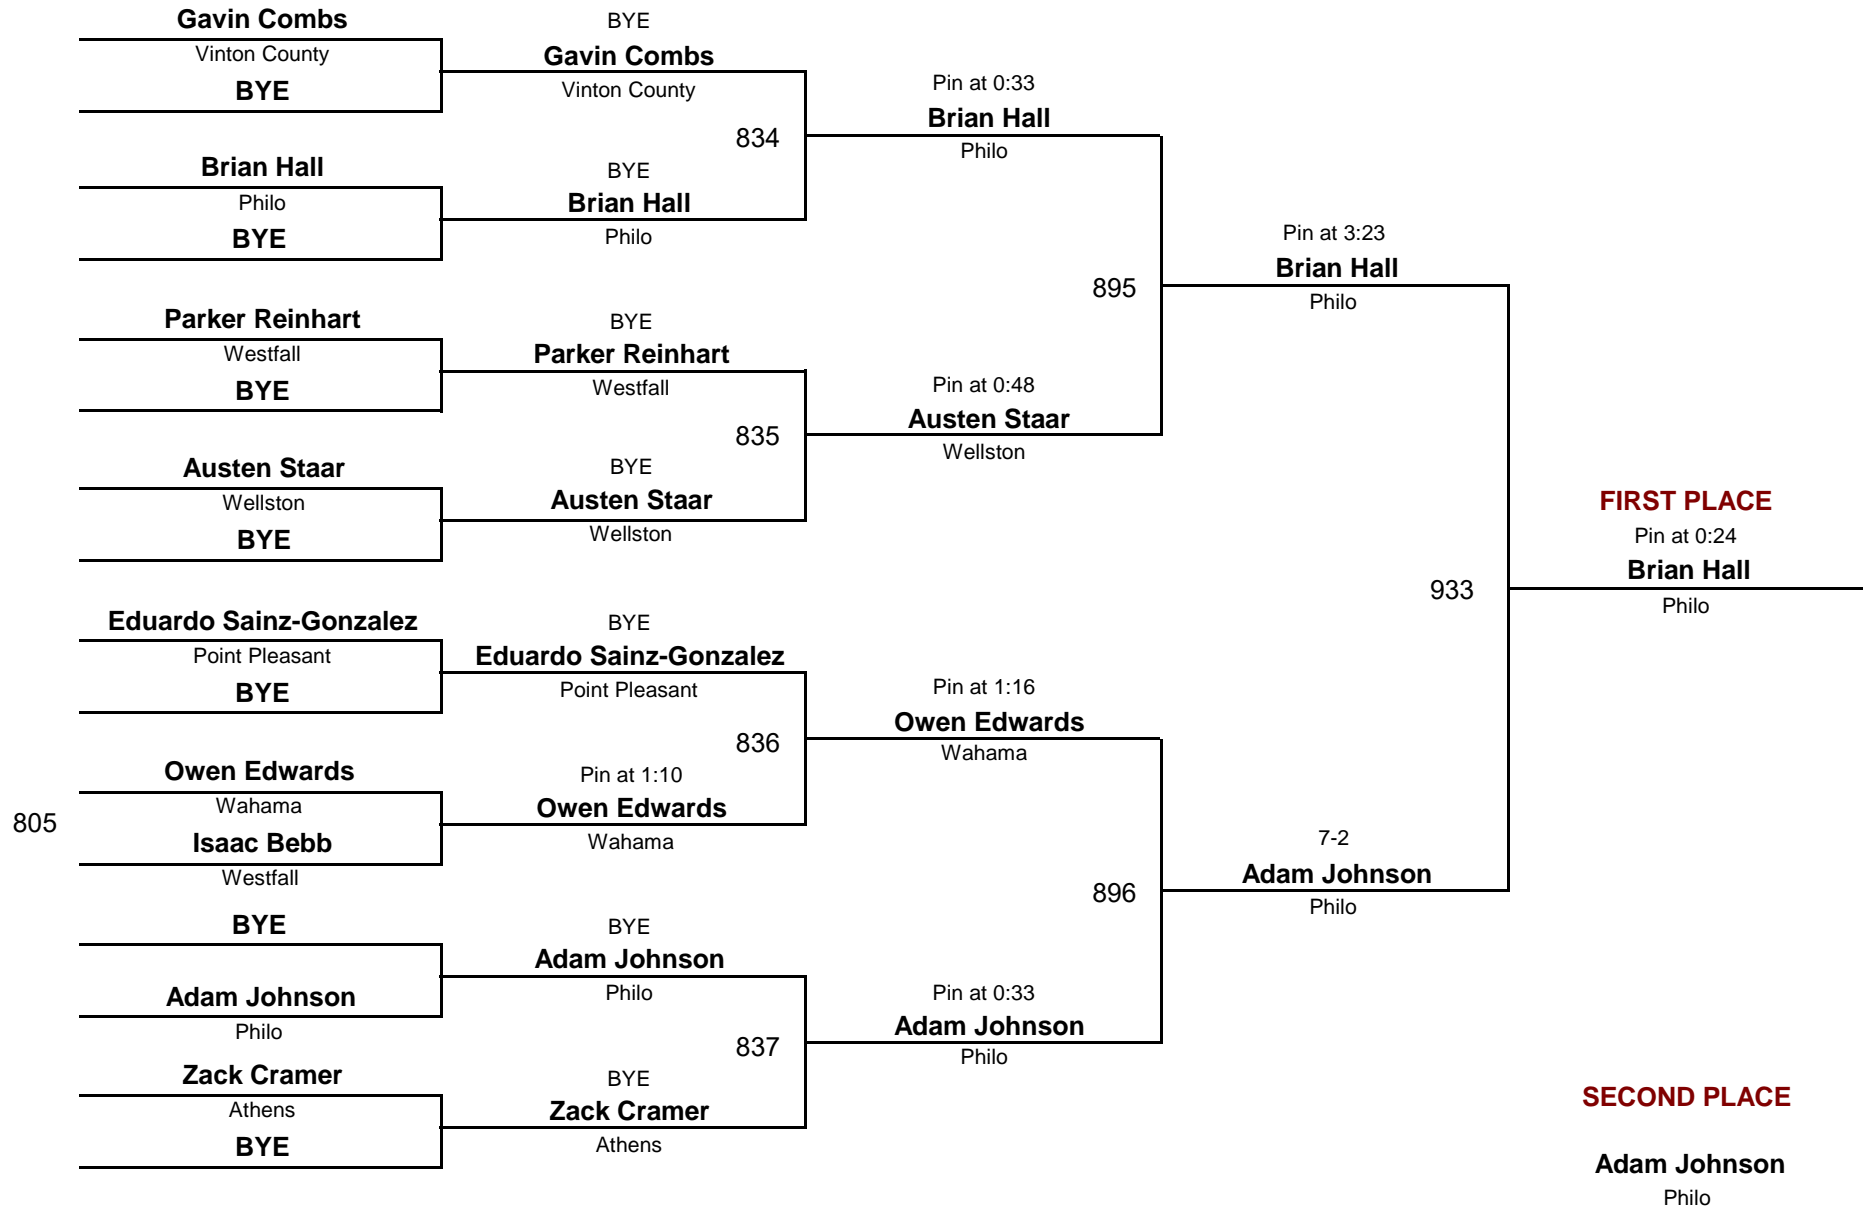 Gavin Combs
Vinton County
BYE
Brian Hall
Philo
BYE
Parker Reinhart
Westfall
BYE
Austen Staar
Wellston
BYE
Eduardo Sainz-Gonzalez
Point Pleasant
BYE
805
Owen Edwards
Wahama
Isaac Bebb
Westfall
BYE
Adam Johnson
Philo
Zack Cramer
Athens
BYE
BYE
Gavin Combs
Vinton County
834
BYE
Brian Hall
Philo
BYE
Parker Reinhart
Westfall
835
BYE
Austen Staar
Wellston
BYE
Eduardo Sainz-Gonzalez
Point Pleasant
836
Pin at 1:10
Owen Edwards
Wahama
BYE
Adam Johnson
Philo
837
BYE
Zack Cramer
Athens
Pin at 0:33
Brian Hall
Philo
895
Pin at 0:48
Austen Staar
Wellston
Pin at 1:16
Owen Edwards
Wahama
896
Pin at 0:33
Adam Johnson
Philo
Pin at 3:23
Brian Hall
Philo
933
7-2
Adam Johnson
Philo
FIRST PLACE
Pin at 0:24
Brian Hall
Philo
SECOND PLACE
Adam Johnson
Philo